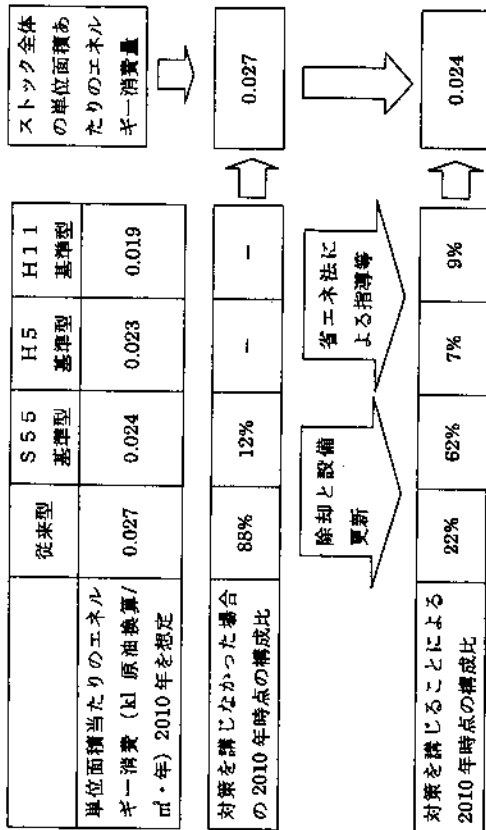 従来型
S55
基準型
H5
基準型
H11
基準型
ストック全体
の単位面積あ
たりのエネル
ギー消費量
単位面積当たりのエネル
ギー消費(kl 原油換算/
㎡・年)2010年を想定
0.027
0.024
0.023
0.019
対策を講じなかった場合
の2010年時点の構成比
88%
12%
－
－
0.027
除却と設備
更新
省エネ法に
よる指導等
対策を講じることによる
2010年時点の構成比
22%
62%
7%
9%
0.024